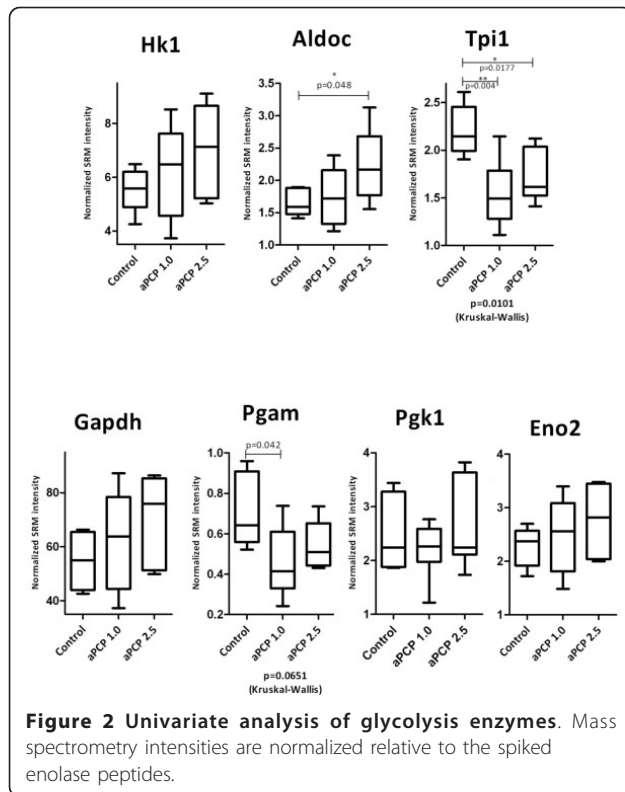 Hk1
Normalized SRM intensity
8
6
4
Control
aPCP 1.0
aPCP 2.5
Aldoc
Normalized SRM intensity
3.5
3.0
2.5
2.0
1.5
1.0
*
p=0.048
Control
aPCP 1.0
aPCP 2.5
Tpi1
Normalized SRM intensity
2.5
2.0
1.5
1.0
*
p=0.0177
**
p=0.004
Control
aPCP 1.0
aPCP 2.5
p=0.0101
(Kruskal-Wallis)
Gapdh
Normalized SRM intensity
80
60
40
Control
aPCP 1.0
aPCP 2.5
Pgam
Normalized SRM intensity
1.0
0.8
0.6
0.4
0.2
p=0.042
Control
aPCP 1.0
aPCP 2.5
p=0.0651
(Kruskal-Wallis)
Pgk1
Normalized SRM intensity
4
3
2
1
Control
aPCP 1.0
aPCP 2.5
Eno2
Normalized SRM intensity
4
3
2
1
Control
aPCP 1.0
aPCP 2.5
Figure 2 Univariate analysis of glycolysis enzymes. Mass
spectrometry intensities are normalized relative to the spiked
enolase peptides.